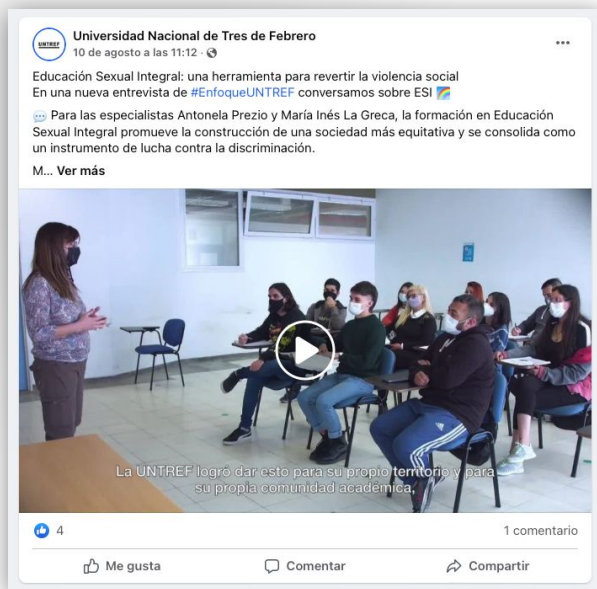 UNTREF
Universidad Nacional de Tres de Febrero
10 de agosto a las 11:12 ·
Educación Sexual Integral: una herramienta para revertir la violencia social
En una nueva entrevista de #EnfoqueUNTREF conversamos sobre ESI
Para las especialistas Antonela Prezio y María Inés La Greca, la formación en Educación
Sexual Integral promueve la construcción de una sociedad más equitativa y se consolida como
un instrumento de lucha contra la discriminación.
M... Ver más
La UNTREF logró dar esto para su propio territorio y para
su propia comunidad académica,
4
1 comentario
Me gusta
Comentar
Compartir